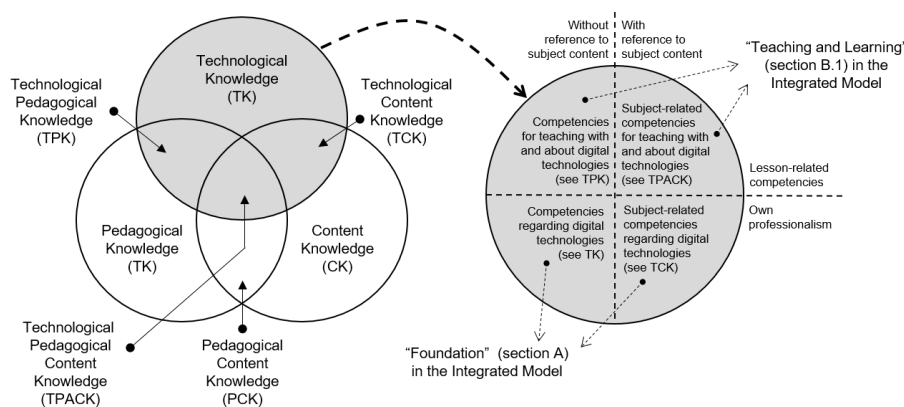 Technological
Knowledge
(TK)
Technological
Pedagogical
Knowledge
(TPK)
Technological
Content
Knowledge
(TCK)
Pedagogical
Knowledge
(TK)
Content
Knowledge
(CK)
Technological
Pedagogical
Content
Knowledge
(TPACK)
Pedagogical
Content
Knowledge
(PCK)
Without
reference to
subject content
With
reference to
subject content
“Teaching and Learning”
(section B.1) in the
Integrated Model
Competencies
for teaching with
and about digital
technologies
(see TPK)
Subject-related
competencies
for teaching with
and about digital
technologies
(see TPACK)
Lesson-related
competencies
Own
professionalism
Competencies
regarding digital
technologies
(see TK)
Subject-related
competencies
regarding digital
technologies
(see TCK)
“Foundation” (section A)
in the Integrated Model